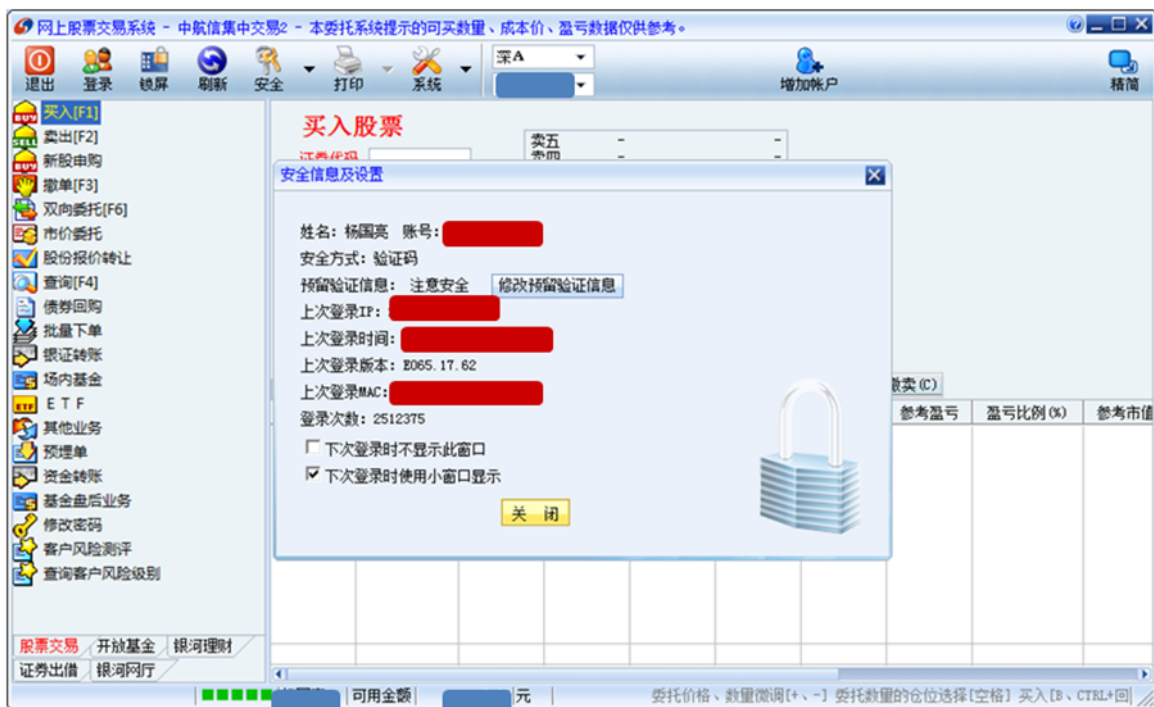 网上股票交易系统 - 中航信集中交易2 - 本委托系统提示的可买数量、成本价、盈亏数据仅供参考。
退出 登录 锁屏 刷新 安全 打印 系统 深A 增加帐户 精简
买入[F1]
卖出[F2]
新股申购
撤单[F3]
双向委托[F6]
市价委托
股份报价转让
查询[F4]
债券回购
批量下单
银证转账
场内基金
ETF
其他业务
预埋单
资金转账
基金盘后业务
修改密码
客户风险测评
查询客户风险级别
股票交易 开放基金 银河理财
证券出借 银河网厅
买入股票
证券代码
卖五 - -
卖四 - -
安全信息及设置
姓名: 杨国亮 账号:
安全方式: 验证码
预留验证信息: 注意安全 修改预留验证信息
上次登录IP:
上次登录时间:
上次登录版本: E065.17.62
上次登录MAC:
登录次数: 2512375
下次登录时不显示此窗口
下次登录时使用小窗口显示
关 闭
撤卖(C)
参考盈亏 盈亏比例(%) 参考市值
可用金额 元 委托价格、数量微调[+、-] 委托数量的仓位选择[空格] 买入[B、CTRL+回